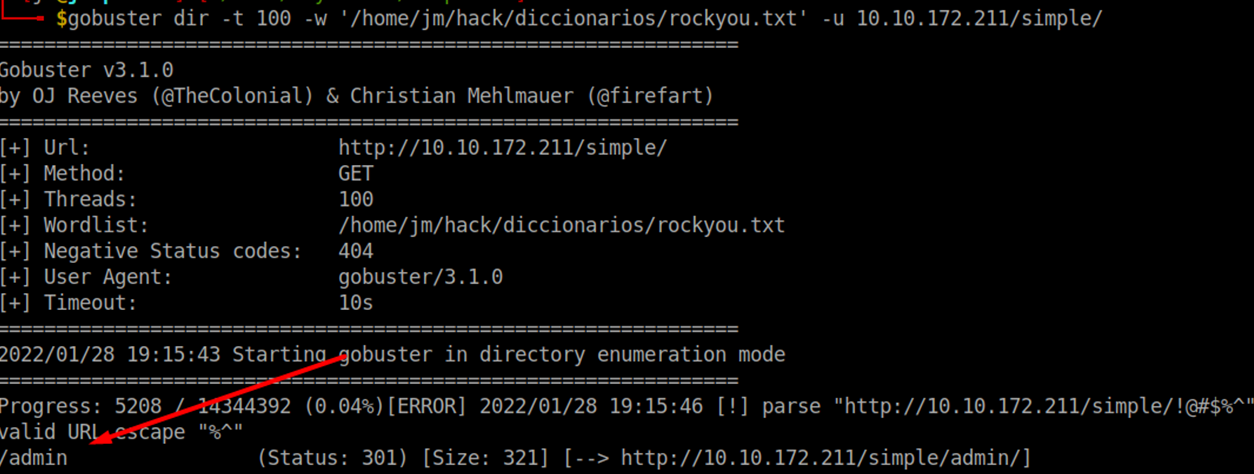 $gobuster dir -t 100 -w '/home/jm/hack/diccionarios/rockyou.txt' -u 10.10.172.211/simple/
===============================================================
Gobuster v3.1.0
by OJ Reeves (@TheColonial) & Christian Mehlmauer (@firefart)
===============================================================
[+] Url: http://10.10.172.211/simple/
[+] Method: GET
[+] Threads: 100
[+] Wordlist: /home/jm/hack/diccionarios/rockyou.txt
[+] Negative Status codes: 404
[+] User Agent: gobuster/3.1.0
[+] Timeout: 10s
===============================================================
2022/01/28 19:15:43 Starting gobuster in directory enumeration mode
===============================================================
Progress: 5208 / 14344392 (0.04%)[ERROR] 2022/01/28 19:15:46 [!] parse "http://10.10.172.211/simple/!@#$%^"
valid URL escape "%^"
/admin (Status: 301) [Size: 321] [--> http://10.10.172.211/simple/admin/]